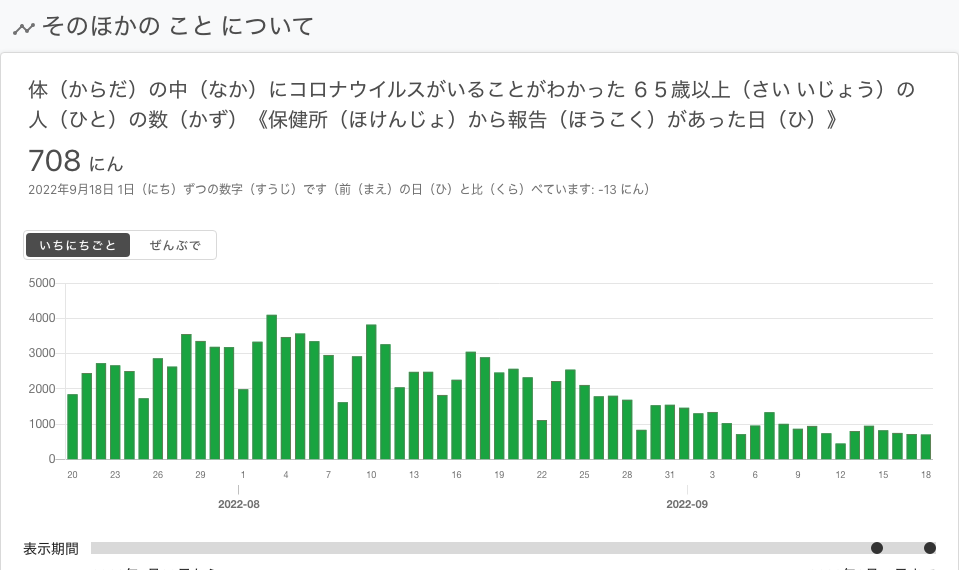 そのほかの こと について
体（からだ）の中（なか）にコロナウイルスがいることがわかった ６５歳以上（さい いじょう）の
人（ひと）の数（かず）《保健所（ほけんじょ）から報告（ほうこく）があった日（ひ）》
708 にん
2022年9月18日 1日（にち）ずつの数字（すうじ）です（前（まえ）の日（ひ）と比（くら）べています: -13 にん）
いちにちごと ぜんぶで
5000
4000
3000
2000
1000
0
20 23 26 29 1 4 7 10 13 16 19 22 25 28 31 3 6 9 12 15 18
2022-08 2022-09
表示期間